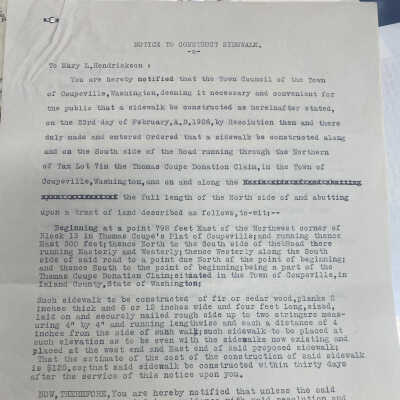 NOTICE TO CONSTRUCT SIDEWALK.
-o-
To Mary L.Hendrickson :
You are hereby notified that the Town Council of the Town
of Coupeville,Washington,deeming it necessary and convenient for
the public that a sidewalk be constructed as hereinafter stated,
on the 23rd day of February,A.D,1926,by Resolution then and there
duly made and entered Ordered that a sidewalk be constructed along
and on the South side of the Road running through the Northern
of Tax Lot 7in the Thomas Coupe Donation Claim,in the Town of
Coupeville,Washington,and on and along the
the full length of the North side of and abutting
upon a tract of land described as follows,to-wit;--
Beginning at a point 798 feet East of the Northwest corner of
Block 13 in Thomas Coupe's Plat of Coupeville;and running thence
East 300 feet;thence North to the South side of theRoad there
running Easterly and Westerly; thence Westerly along the South
side of said road to a point due North of the point of beginning;
and thence South to the point of beginning;being a part of the
Thomas Coupe Donation Claim;situated in the Town of Coupeville,in
Island County,State of Washington;
Such sidewalk to be constructed of fir or cedar wood,planks 2
inches thick and 6 or 12 inches wide and four feet long,sized,
laid on and securely nailed rough side up to two stringers meas-
uring 4" by 4" and running lengthwise and each a distance of 4
inches from the side of such walk;such sidewalk to be placed at
such elevation as to be even with the sidewalks now existing and
placed at the west end and East end of said proposed sidewalk;
That the estimate of the cost of the construction of said sidewalk
is $120,so;that said sidewalk be constructed within thirty days
after the service of this notice upon you,
NOW,THEREFORE,You are hereby notified that unless the said